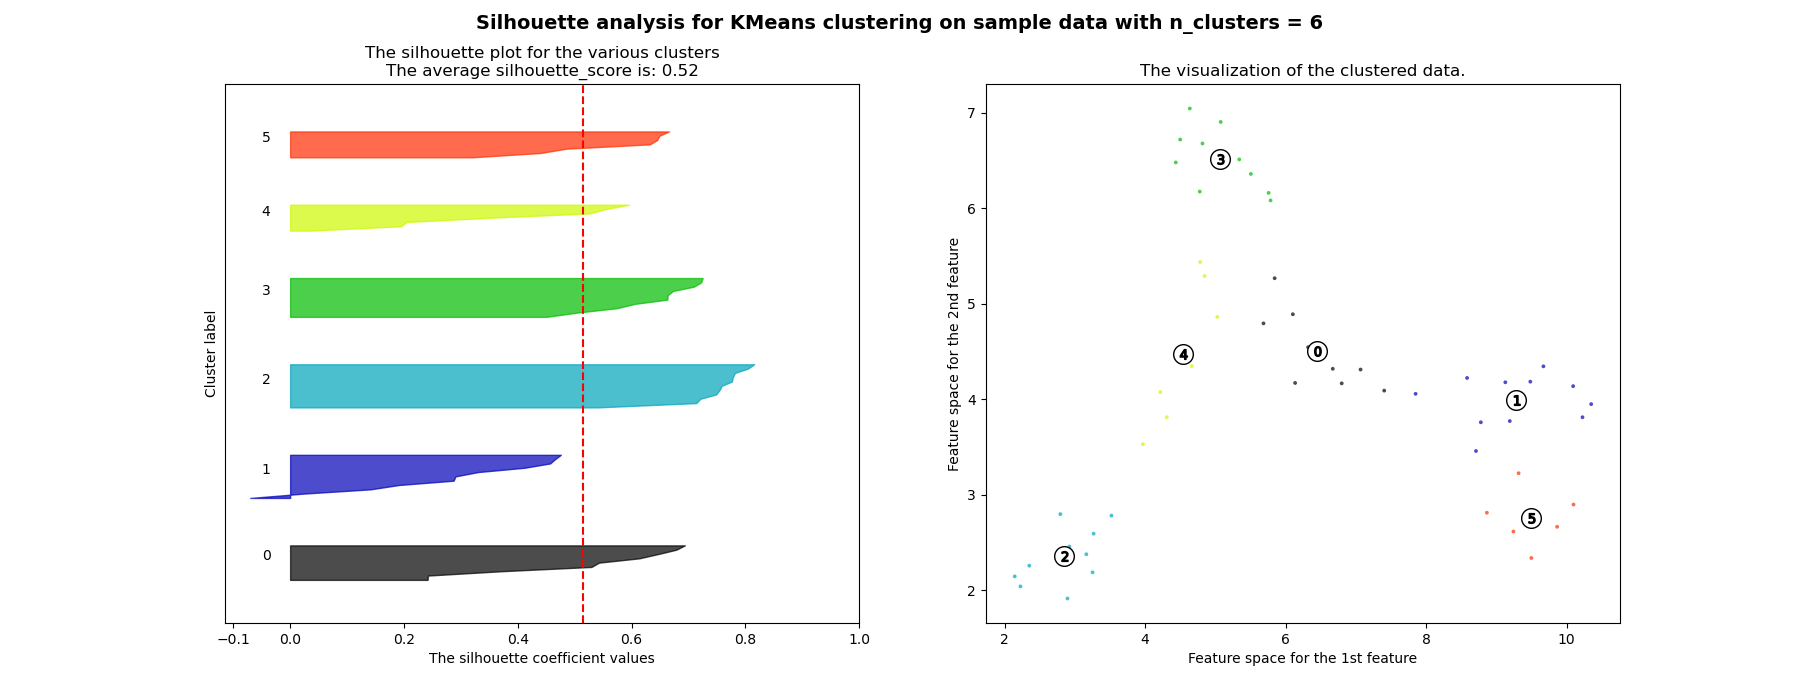 Silhouette analysis for KMeans clustering on sample data with n_clusters = 6
The silhouette plot for the various clusters
The average silhouette_score is: 0.52
5
4
3
2
1
0
Cluster label
−0.1 0.0 0.2 0.4 0.6 0.8 1.0
The silhouette coefficient values
The visualization of the clustered data.
7
6
5
4
3
2
Feature space for the 2nd feature
3
4
0
1
5
2
2 4 6 8 10
Feature space for the 1st feature